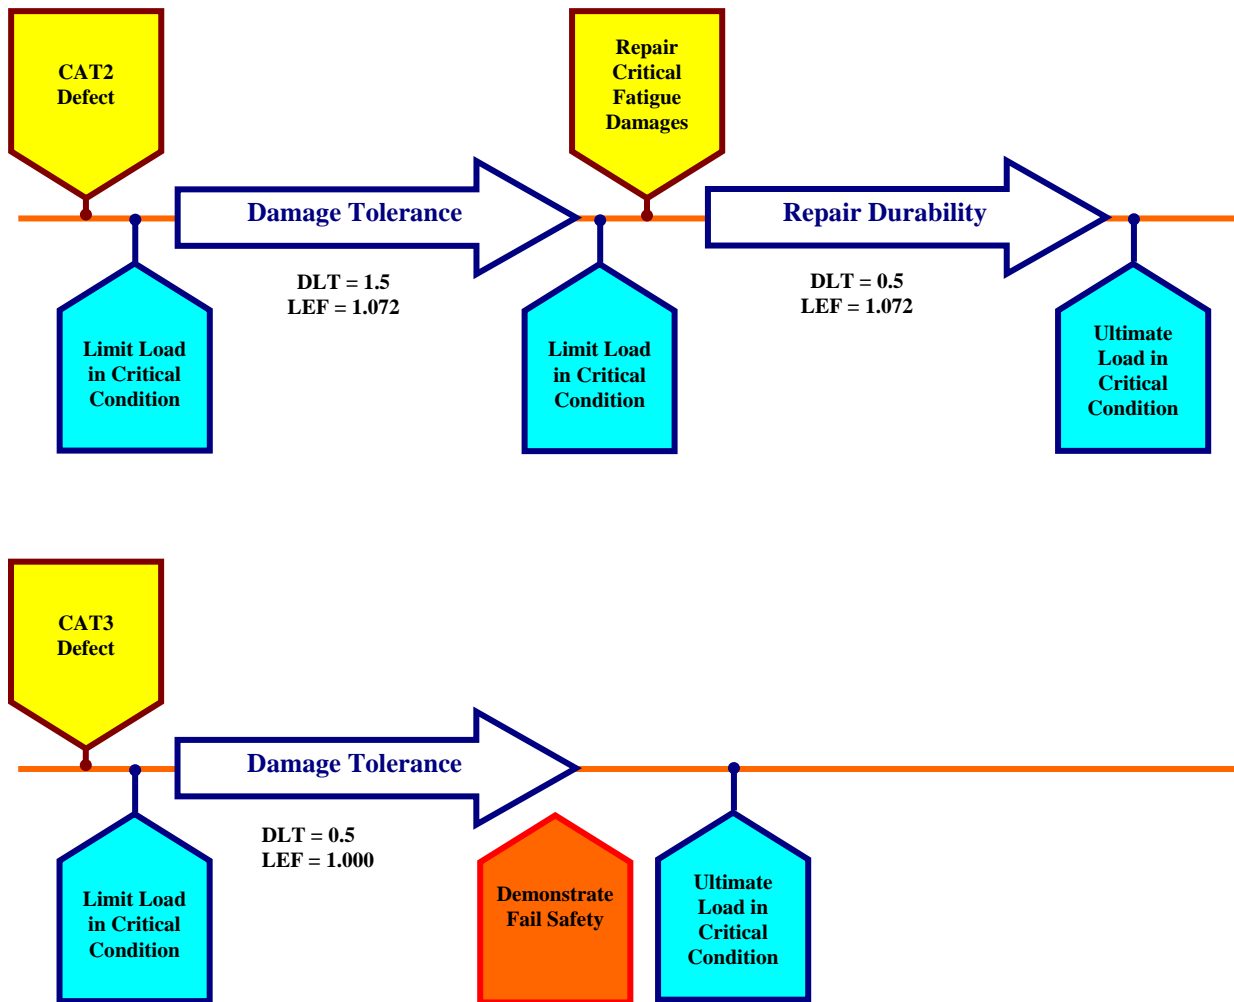 CAT2
Defect
Repair
Critical
Fatigue
Damages
Damage Tolerance
Repair Durability
DLT = 1.5
LEF = 1.072
DLT = 0.5
LEF = 1.072
Limit Load
in Critical
Condition
Limit Load
in Critical
Condition
Ultimate
Load in
Critical
Condition
CAT3
Defect
Damage Tolerance
DLT = 0.5
LEF = 1.000
Limit Load
in Critical
Condition
Demonstrate
Fail Safety
Ultimate
Load in
Critical
Condition